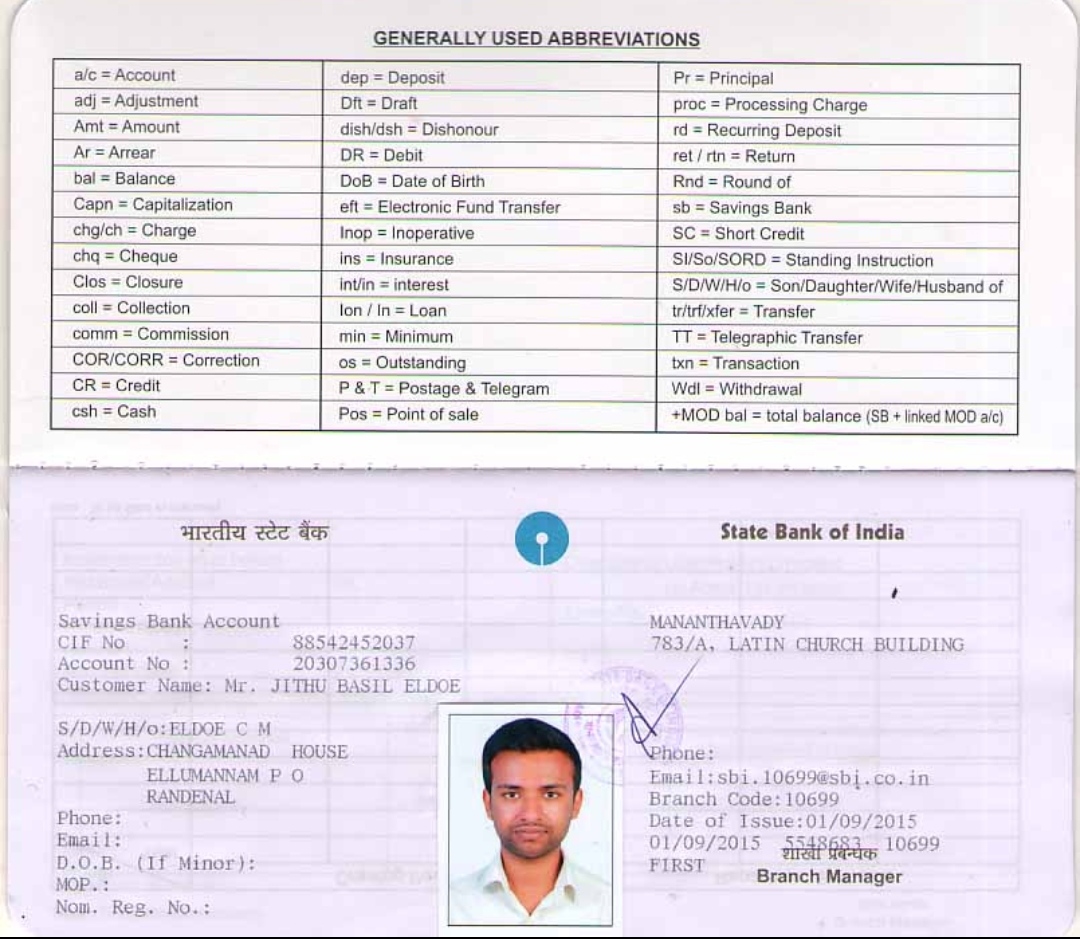 GENERALLY USED ABBREVIATIONS
a/c = Account
adj = Adjustment
Amt = Amount
Ar = Arrear
bal = Balance
Capn = Capitalization
chg/ch = Charge
chq = Cheque
Clos = Closure
coll = Collection
comm = Commission
COR/CORR = Correction
CR = Credit
csh = Cash
dep = Deposit
Dft = Draft
dish/dsh = Dishonour
DR = Debit
DoB = Date of Birth
eft = Electronic Fund Transfer
Inop = Inoperative
ins = Insurance
int/in = interest
lon / ln = Loan
min = Minimum
os = Outstanding
P & T = Postage & Telegram
Pos = Point of sale
Pr = Principal
proc = Processing Charge
rd = Recurring Deposit
ret / rtn = Return
Rnd = Round of
sb = Savings Bank
SC = Short Credit
SI/So/SORD = Standing Instruction
S/D/W/H/o = Son/Daughter/Wife/Husband of
tr/trf/xfer = Transfer
TT = Telegraphic Transfer
txn = Transaction
Wdl = Withdrawal
+MOD bal = total balance (SB + linked MOD a/c)
भारतीय स्टेट बैंक
State Bank of India
Savings Bank Account
CIF No : 88542452037
Account No : 20307361336
Customer Name: Mr. JITHU BASIL ELDOE
S/D/W/H/o:ELDOE C M
Address:CHANGAMANAD HOUSE
ELLUMANNAM P O
RANDENAL
Phone:
Email:
D.O.B. (If Minor):
MOP.:
Nom. Reg. No.:
MANANTHAVADY
783/A, LATIN CHURCH BUILDING
Phone:
Email:sbi.10699@sbi.co.in
Branch Code:10699
Date of Issue:01/09/2015
01/09/2015 5548683 10699
शाखा प्रबन्धक
FIRST
Branch Manager